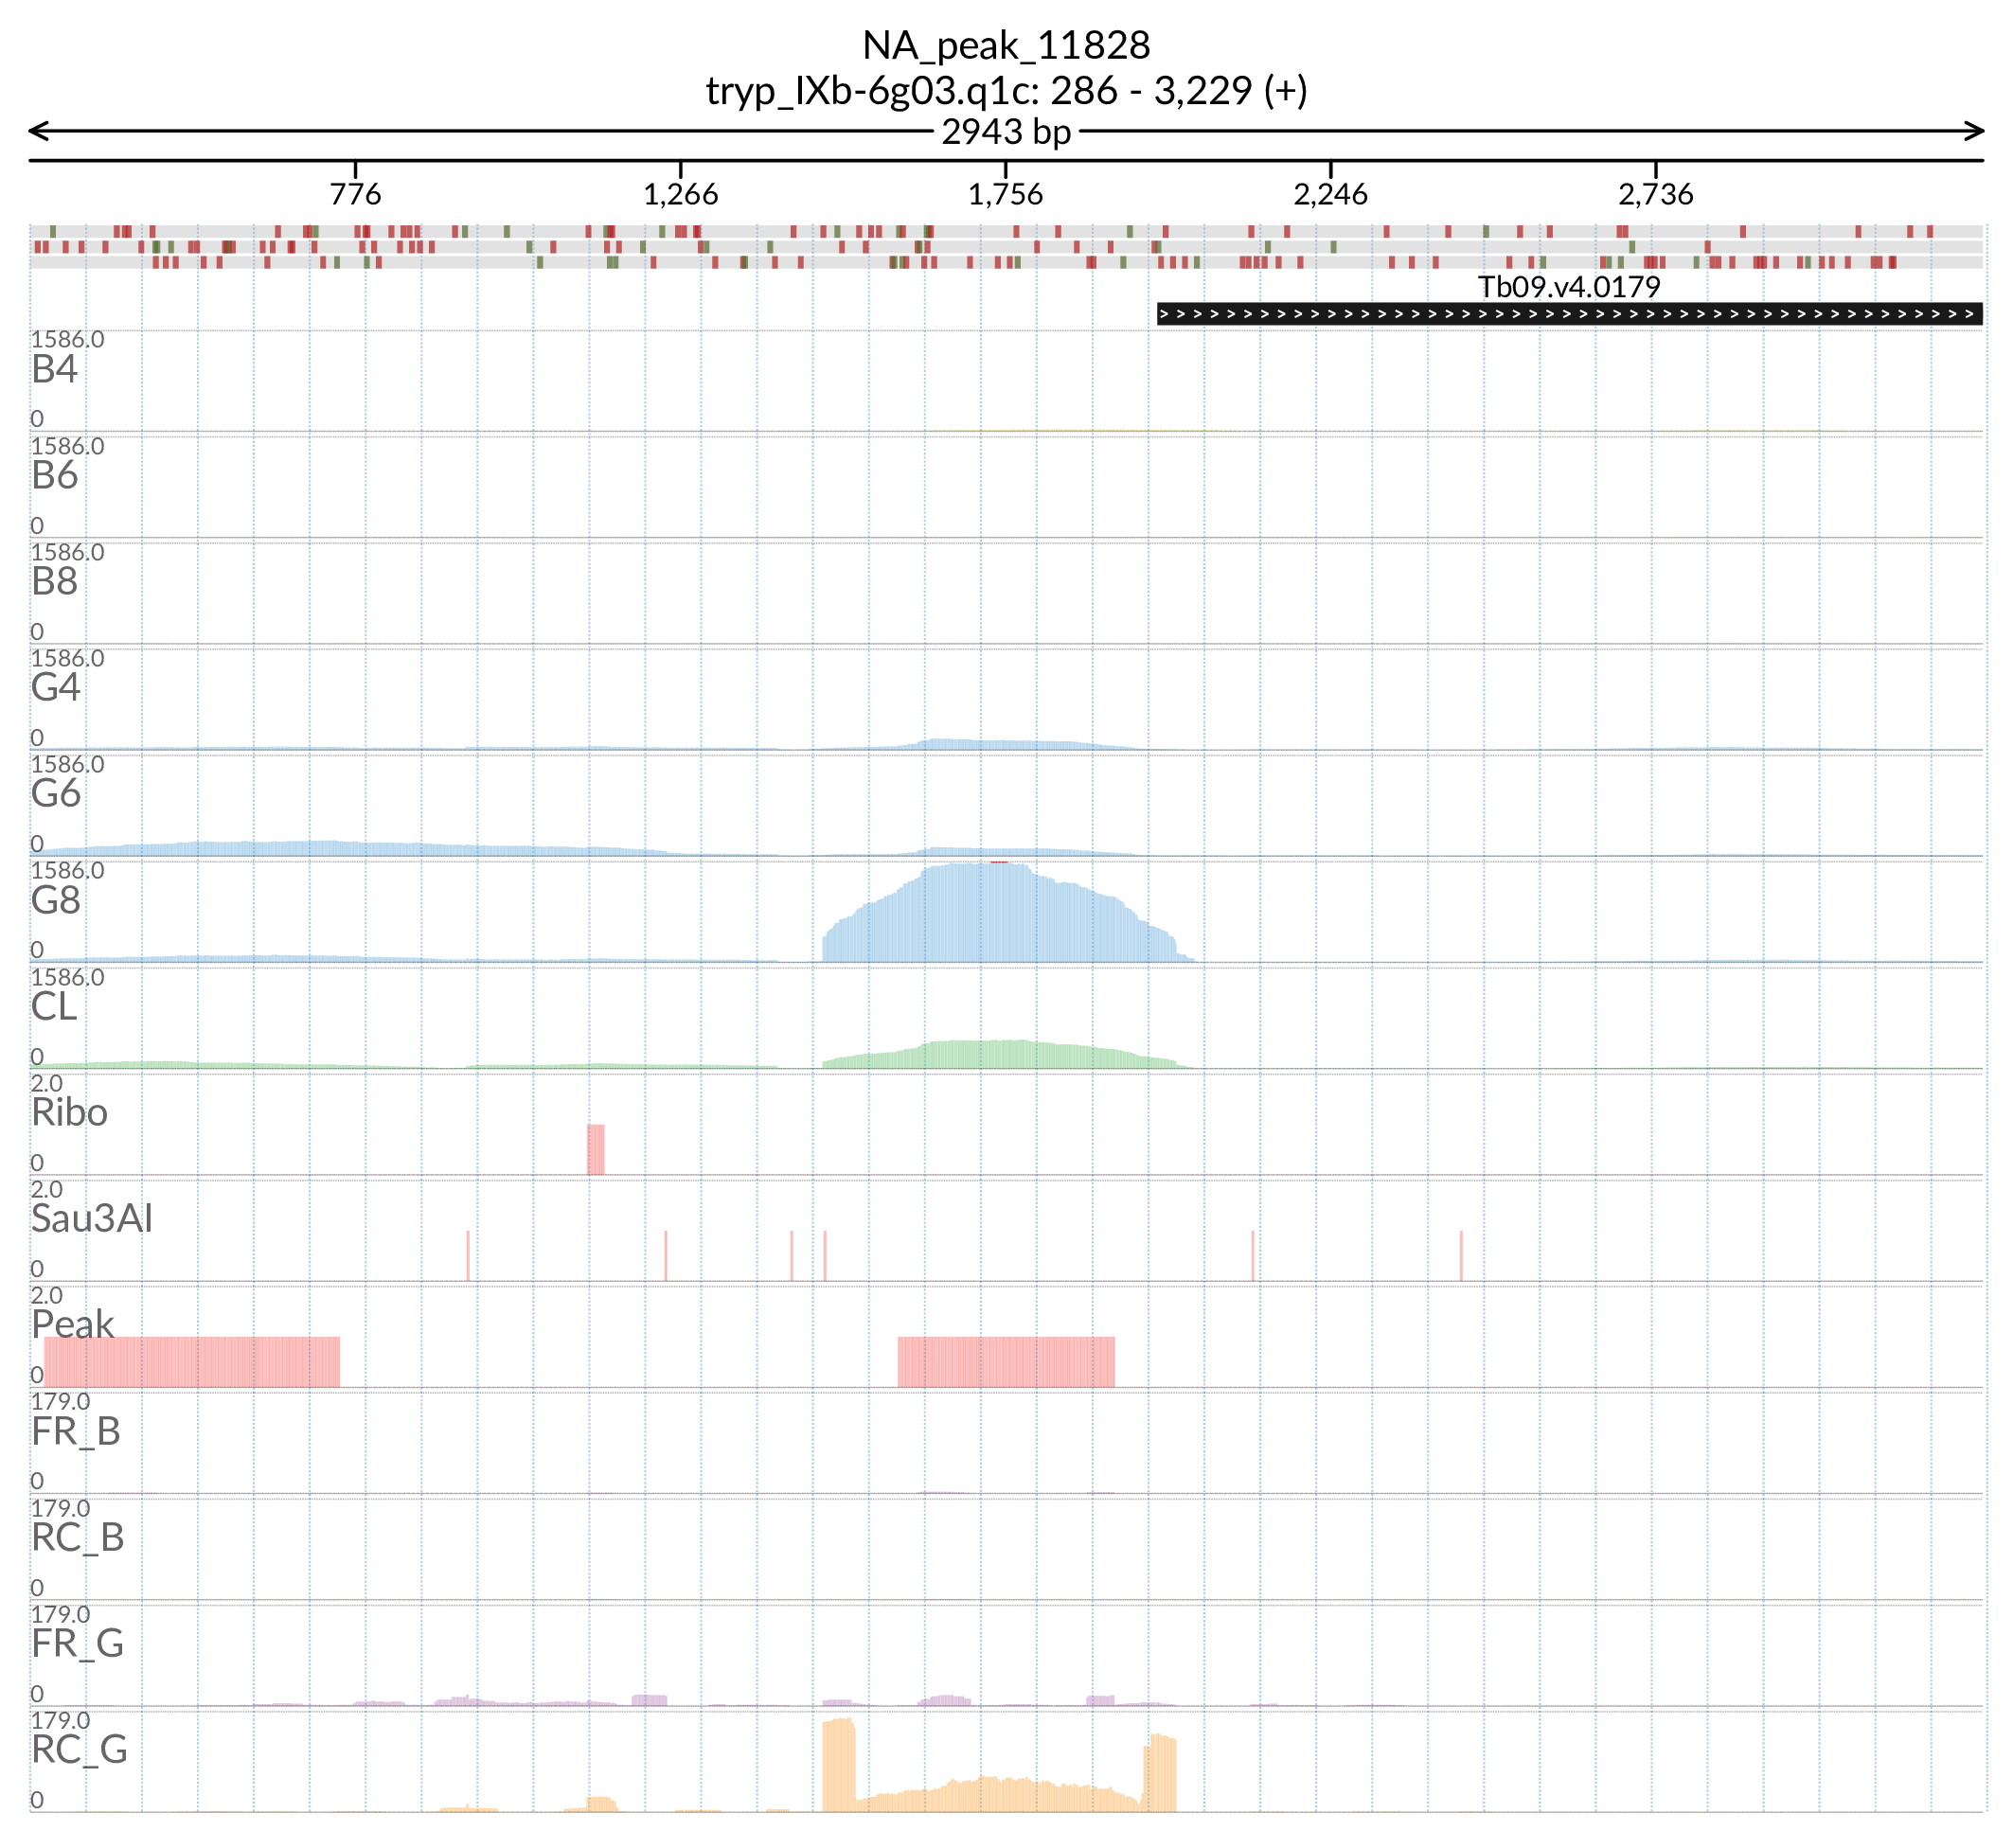 NA_peak_11828
tryp_IXb-6g03.q1c: 286 - 3,229 (+)
2943 bp
776 1,266 1,756 2,246 2,736
Tb09.v4.0179
1586.0
B4
0
1586.0
B6
0
1586.0
B8
0
1586.0
G4
0
1586.0
G6
0
1586.0
G8
0
1586.0
CL
0
2.0
Ribo
0
2.0
Sau3AI
0
2.0
Peak
0
179.0
FR_B
0
179.0
RC_B
0
179.0
FR_G
0
179.0
RC_G
0